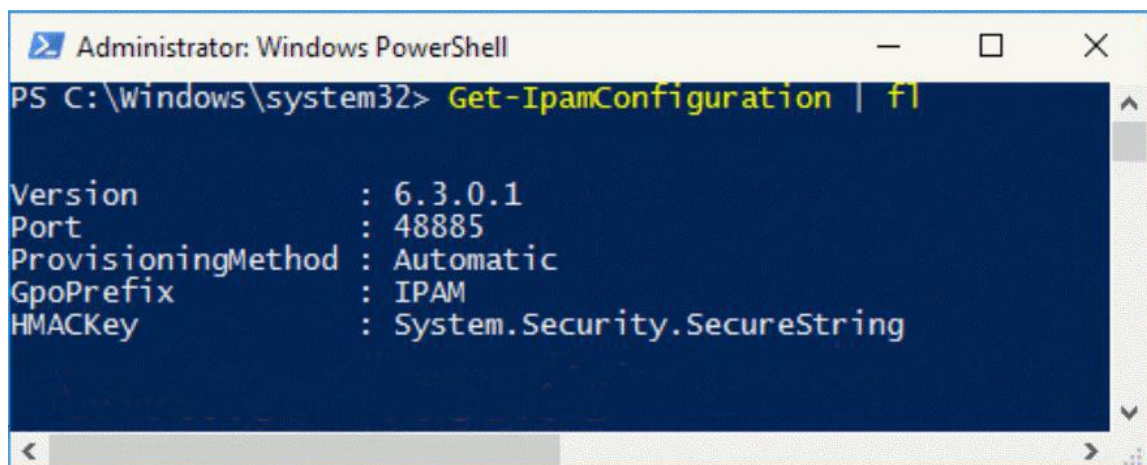 Administrator: Windows PowerShell
PS C:\Windows\system32> Get-IpamConfiguration | fl
Version : 6.3.0.1
Port : 48885
ProvisioningMethod : Automatic
GpoPrefix : IPAM
HMACKey : System.Security.SecureString